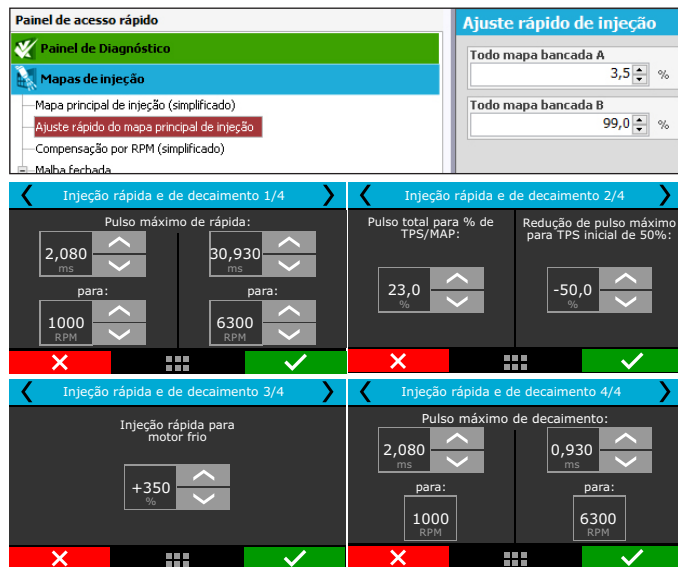 Painel de acesso rápido
Painel de Diagnóstico
Mapas de injeção
Mapa principal de injeção (simplificado)
Ajuste rápido do mapa principal de injeção
Compensação por RPM (simplificado)
Malha fechada
Ajuste rápido de injeção
Todo mapa bancada A
3,5 %
Todo mapa bancada B
99,0 %
Injeção rápida e de decaimento 1/4
Pulso máximo de rápida:
2,080 30,930
ms ms
para: para:
1000 6300
RPM RPM
Injeção rápida e de decaimento 2/4
Pulso total para % de
TPS/MAP:
23,0
%
Redução de pulso máximo
para TPS inicial de 50%:
-50,0
%
Injeção rápida e de decaimento 3/4
Injeção rápida para
motor frio
+350
%
Injeção rápida e de decaimento 4/4
Pulso máximo de decaimento:
2,080 0,930
ms ms
para: para:
1000 6300
RPM RPM